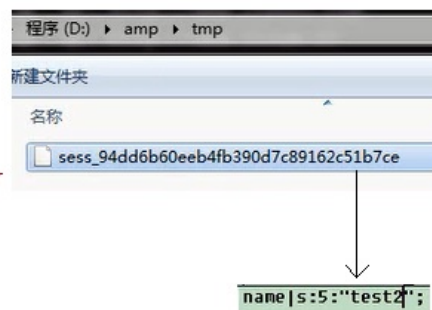 程序 (D:) ▸ amp ▸ tmp
新建文件夹
名称
sess_94dd6b60eeb4fb390d7c89162c51b7ce
name|s:5:"test2";